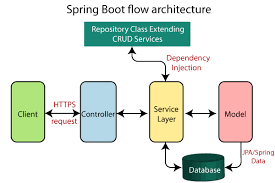 Spring Boot flow architecture
Repository Class Extending
CRUD Services
Dependency
Injection
HTTPS
request
Client
Controller
Service
Layer
Model
JPA/Spring
Data
Database